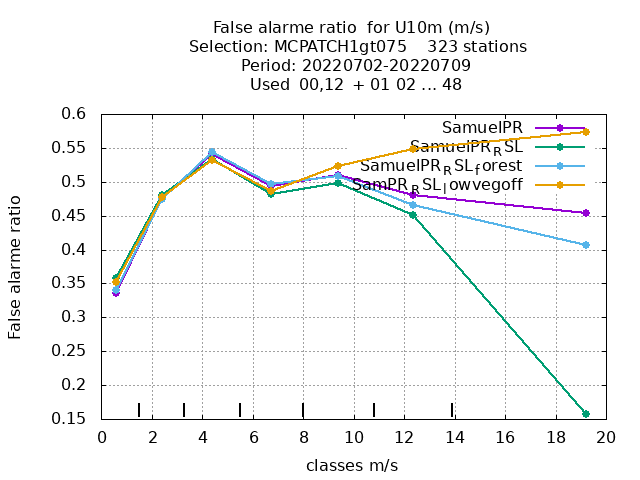 False alarme ratio  for U10m (m/s)
Selection: MCPATCH1gt075    323 stations
Period: 20220702-20220709
Used  00,12  + 01 02 ... 48
0.6
0.55
0.5
0.45
0.4
0.35
0.3
0.25
0.2
0.15
False alarme ratio
SamuelPR
SamuelPR_RSL
SamuelPR_RSL_forest
SamPR_RSL_lowvegoff
0 2 4 6 8 10 12 14 16 18 20
classes m/s